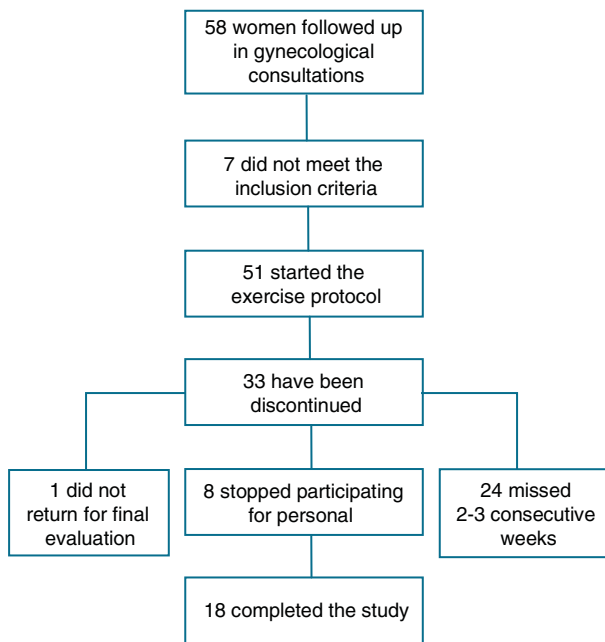 58 women followed up
in gynecological
consultations
7 did not meet the
inclusion criteria
51 started the
exercise protocol
33 have been
discontinued
1 did not
return for final
evaluation
8 stopped participating
for personal
24 missed
2-3 consecutive
weeks
18 completed the study